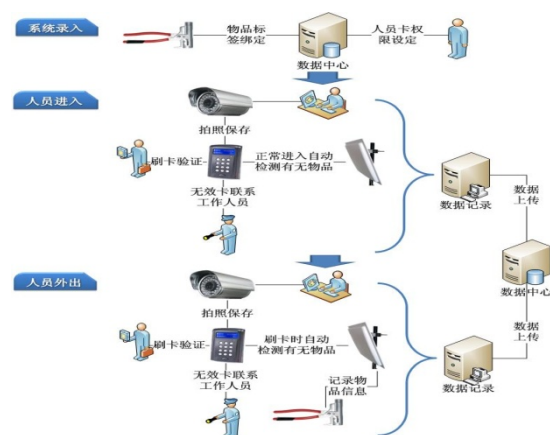 系统录入
物品标
签绑定
人员卡权
限设定
数据中心
人员进入
拍照保存
刷卡验证
正常进入自动
检测有无物品
无效卡联系
工作人员
数据记录
数据
上传
数据中心
人员外出
拍照保存
刷卡验证
刷卡时自动
检测有无物品
无效卡联系
工作人员
记录物
品信息
数据
上传
数据记录